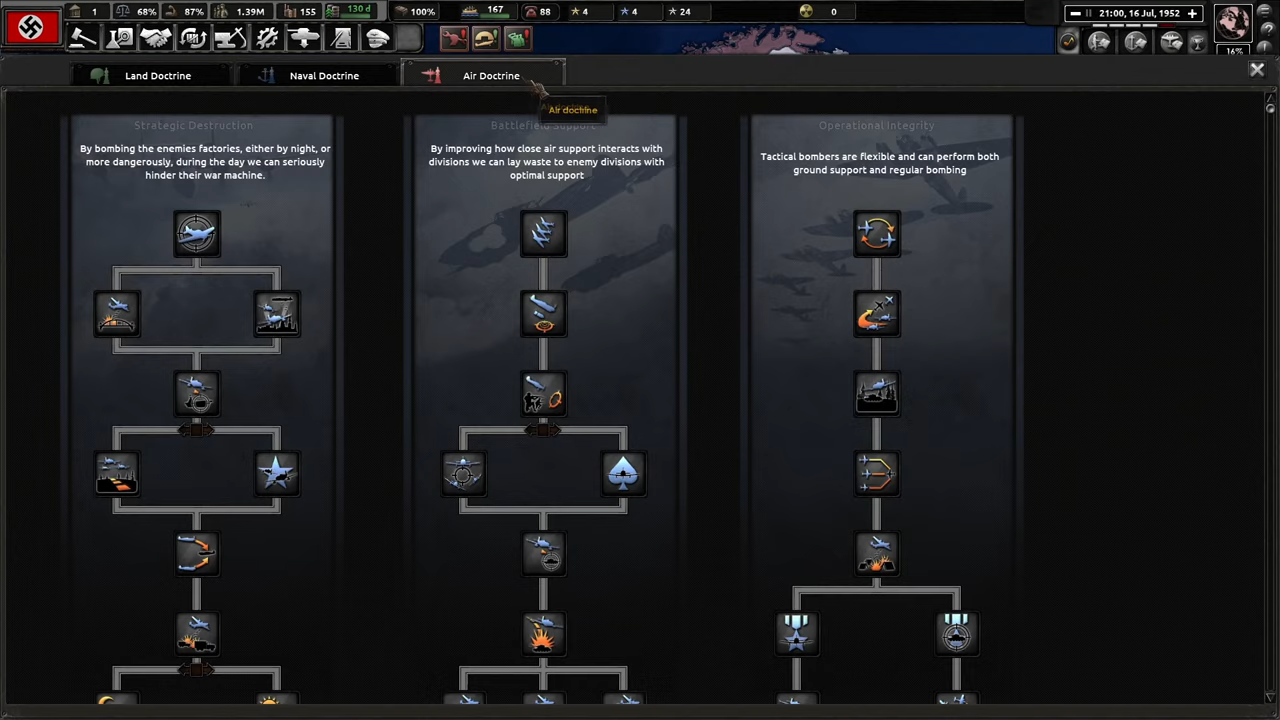 1 68% 87% 1.39M 155 130 d 100% 167 88 4 4 24 0 21:00, 16 Jul, 1952
16%
Land Doctrine Naval Doctrine Air Doctrine
Air doctrine
Strategic Destruction
By bombing the enemies factories, either by night, or
more dangerously, during the day we can seriously
hinder their war machine.
Battlefield Support
By improving how close air support interacts with
divisions we can lay waste to enemy divisions with
optimal support
Operational Integrity
Tactical bombers are flexible and can perform both
ground support and regular bombing